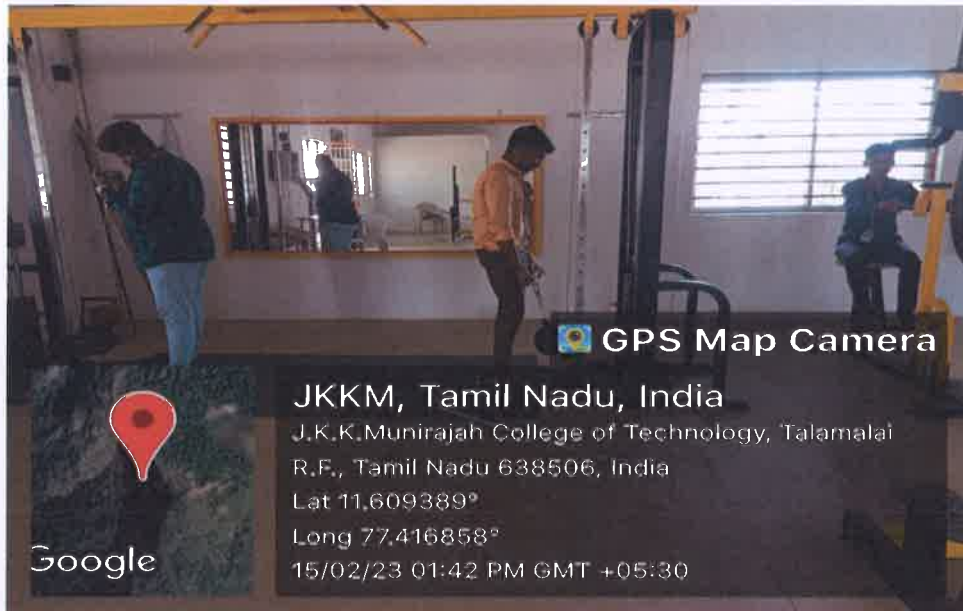 GPS Map Camera
JKKM, Tamil Nadu, India
J.K.K.Munirajah College of Technology, Talamalai
R.F., Tamil Nadu 638506, India
Lat 11.609389°
Long 77.416858°
15/02/23 01:42 PM GMT +05:30
Google